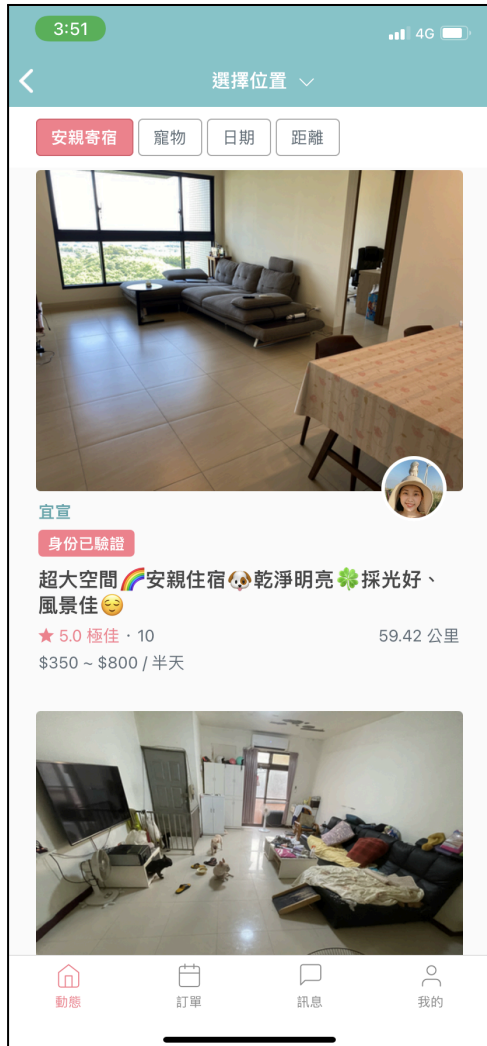 3:51
4G
選擇位置
安親寄宿 寵物 日期 距離
宜宣
身份已驗證
超大空間🌈安親住宿🐶乾淨明亮🍀採光好、
風景佳😌
★ 5.0 極佳 · 10 59.42 公里
$350 ~ $800 / 半天
動態 訂單 訊息 我的